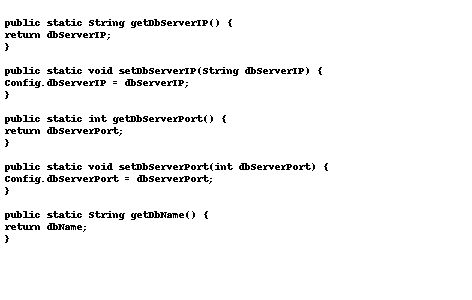 public static String getDbServerIP() {
return dbServerIP;
}
public static void setDbServerIP(String dbServerIP) {
Config.dbServerIP = dbServerIP;
}
public static int getDbServerPort() {
return dbServerPort;
}
public static void setDbServerPort(int dbServerPort) {
Config.dbServerPort = dbServerPort;
}
public static String getDbName() {
return dbName;
}